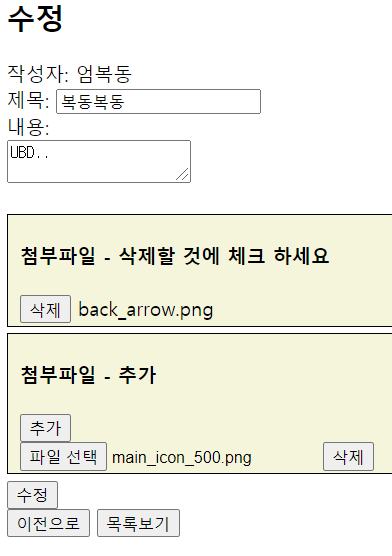 수정
작성자: 엄복동
제목: 복동복동
내용:
UBD..
첨부파일 - 삭제할 것에 체크 하세요
삭제 back_arrow.png
첨부파일 - 추가
추가
파일 선택 main_icon_500.png 삭제
수정
이전으로 목록보기